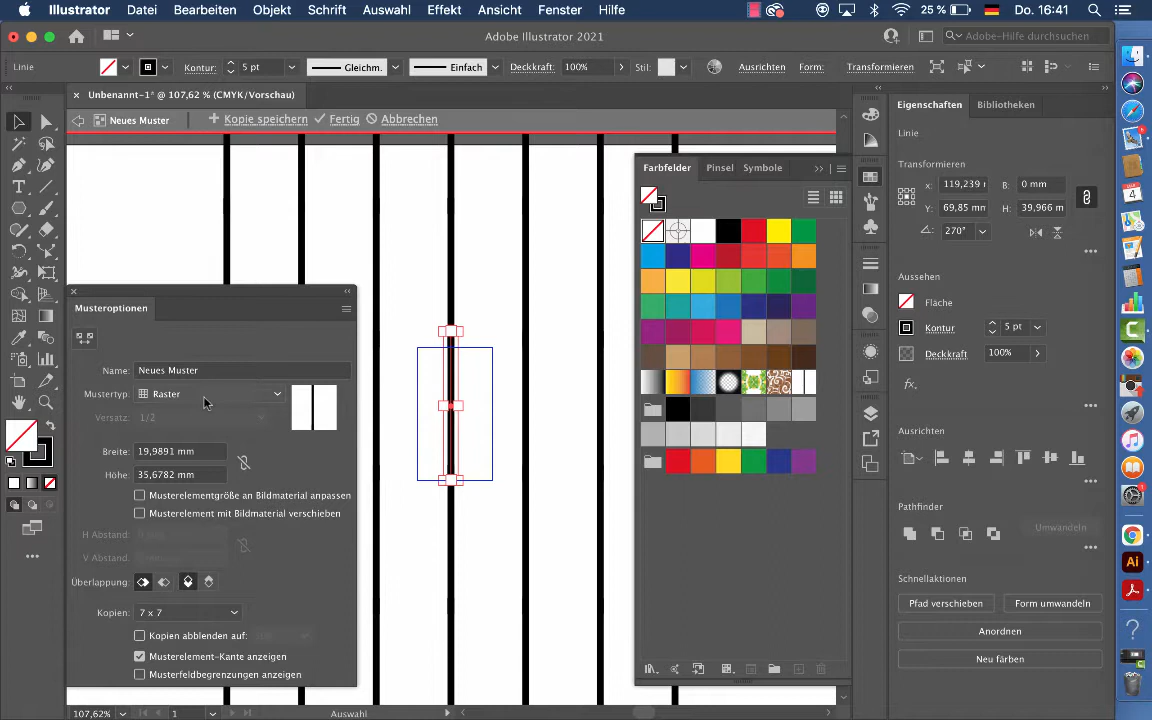 Illustrator Datei Bearbeiten Objekt Schrift Auswahl Effekt Ansicht Fenster Hilfe 25 % Do. 16:41
Adobe Illustrator 2021 Adobe-Hilfe durchsuchen
Linie Kontur: 5 pt Gleichm. Einfach Deckkraft: 100% Stil: Ausrichten Form: Transformieren
Unbenannt-1* @ 107,62 % (CMYK/Vorschau)
Neues Muster Kopie speichern Fertig Abbrechen
Eigenschaften Bibliotheken
Linie
Transformieren
x: 119,239 B: 0 mm
Y: 69,85 mm H: 39,966 m
270°
Aussehen
Fläche
Kontur 5 pt
Deckkraft 100%
fx.
Ausrichten
Pathfinder
Umwandeln
Schnellaktionen
Pfad verschieben Form umwandeln
Anordnen
Neu färben
Farbfelder Pinsel Symbole
Musteroptionen
Name: Neues Muster
Mustertyp: Raster
Versatz: 1/2
Breite: 19,9891 mm
Höhe: 35,6782 mm
Musterelementgröße an Bildmaterial anpassen
Musterelement mit Bildmaterial verschieben
H Abstand:
V Abstand:
Überlappung:
Kopien: 7 x 7
Kopien abblenden auf:
Musterelement-Kante anzeigen
Musterfeldbegrenzungen anzeigen
107,62% 1 Auswahl